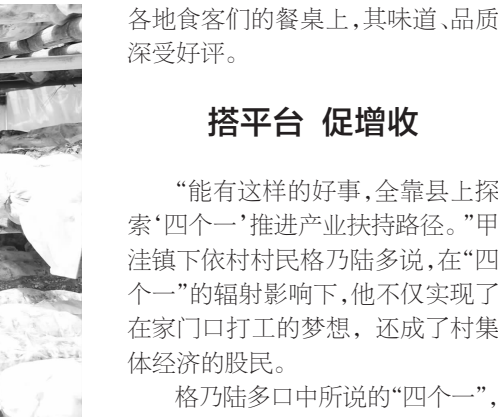 各地食客们的餐桌上,其味道、品质
深受好评。
搭平台 促增收
“能有这样的好事,全靠县上探
索‘四个一’推进产业扶持路径。”甲
洼镇下依村村民格乃陆多说,在“四
个一”的辐射影响下,他不仅实现了
在家门口打工的梦想, 还成了村集
体经济的股民。
格乃陆多口中所说的“四个一”,